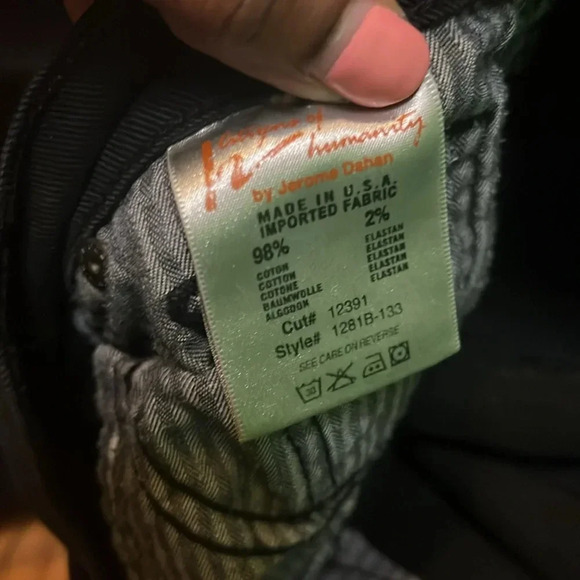 Citizens of
humanity
by Jerome Dahan
MADE IN U.S.A.
IMPORTED FABRIC
98% 2%
COTON ELASTAN
COTTON ELASTAN
COTONE ELASTAN
BAUMWOLLE ELASTAN
ALGODON ELASTAN
Cut# 12391
Style# 1281B-133
SEE CARE ON REVERSE
30